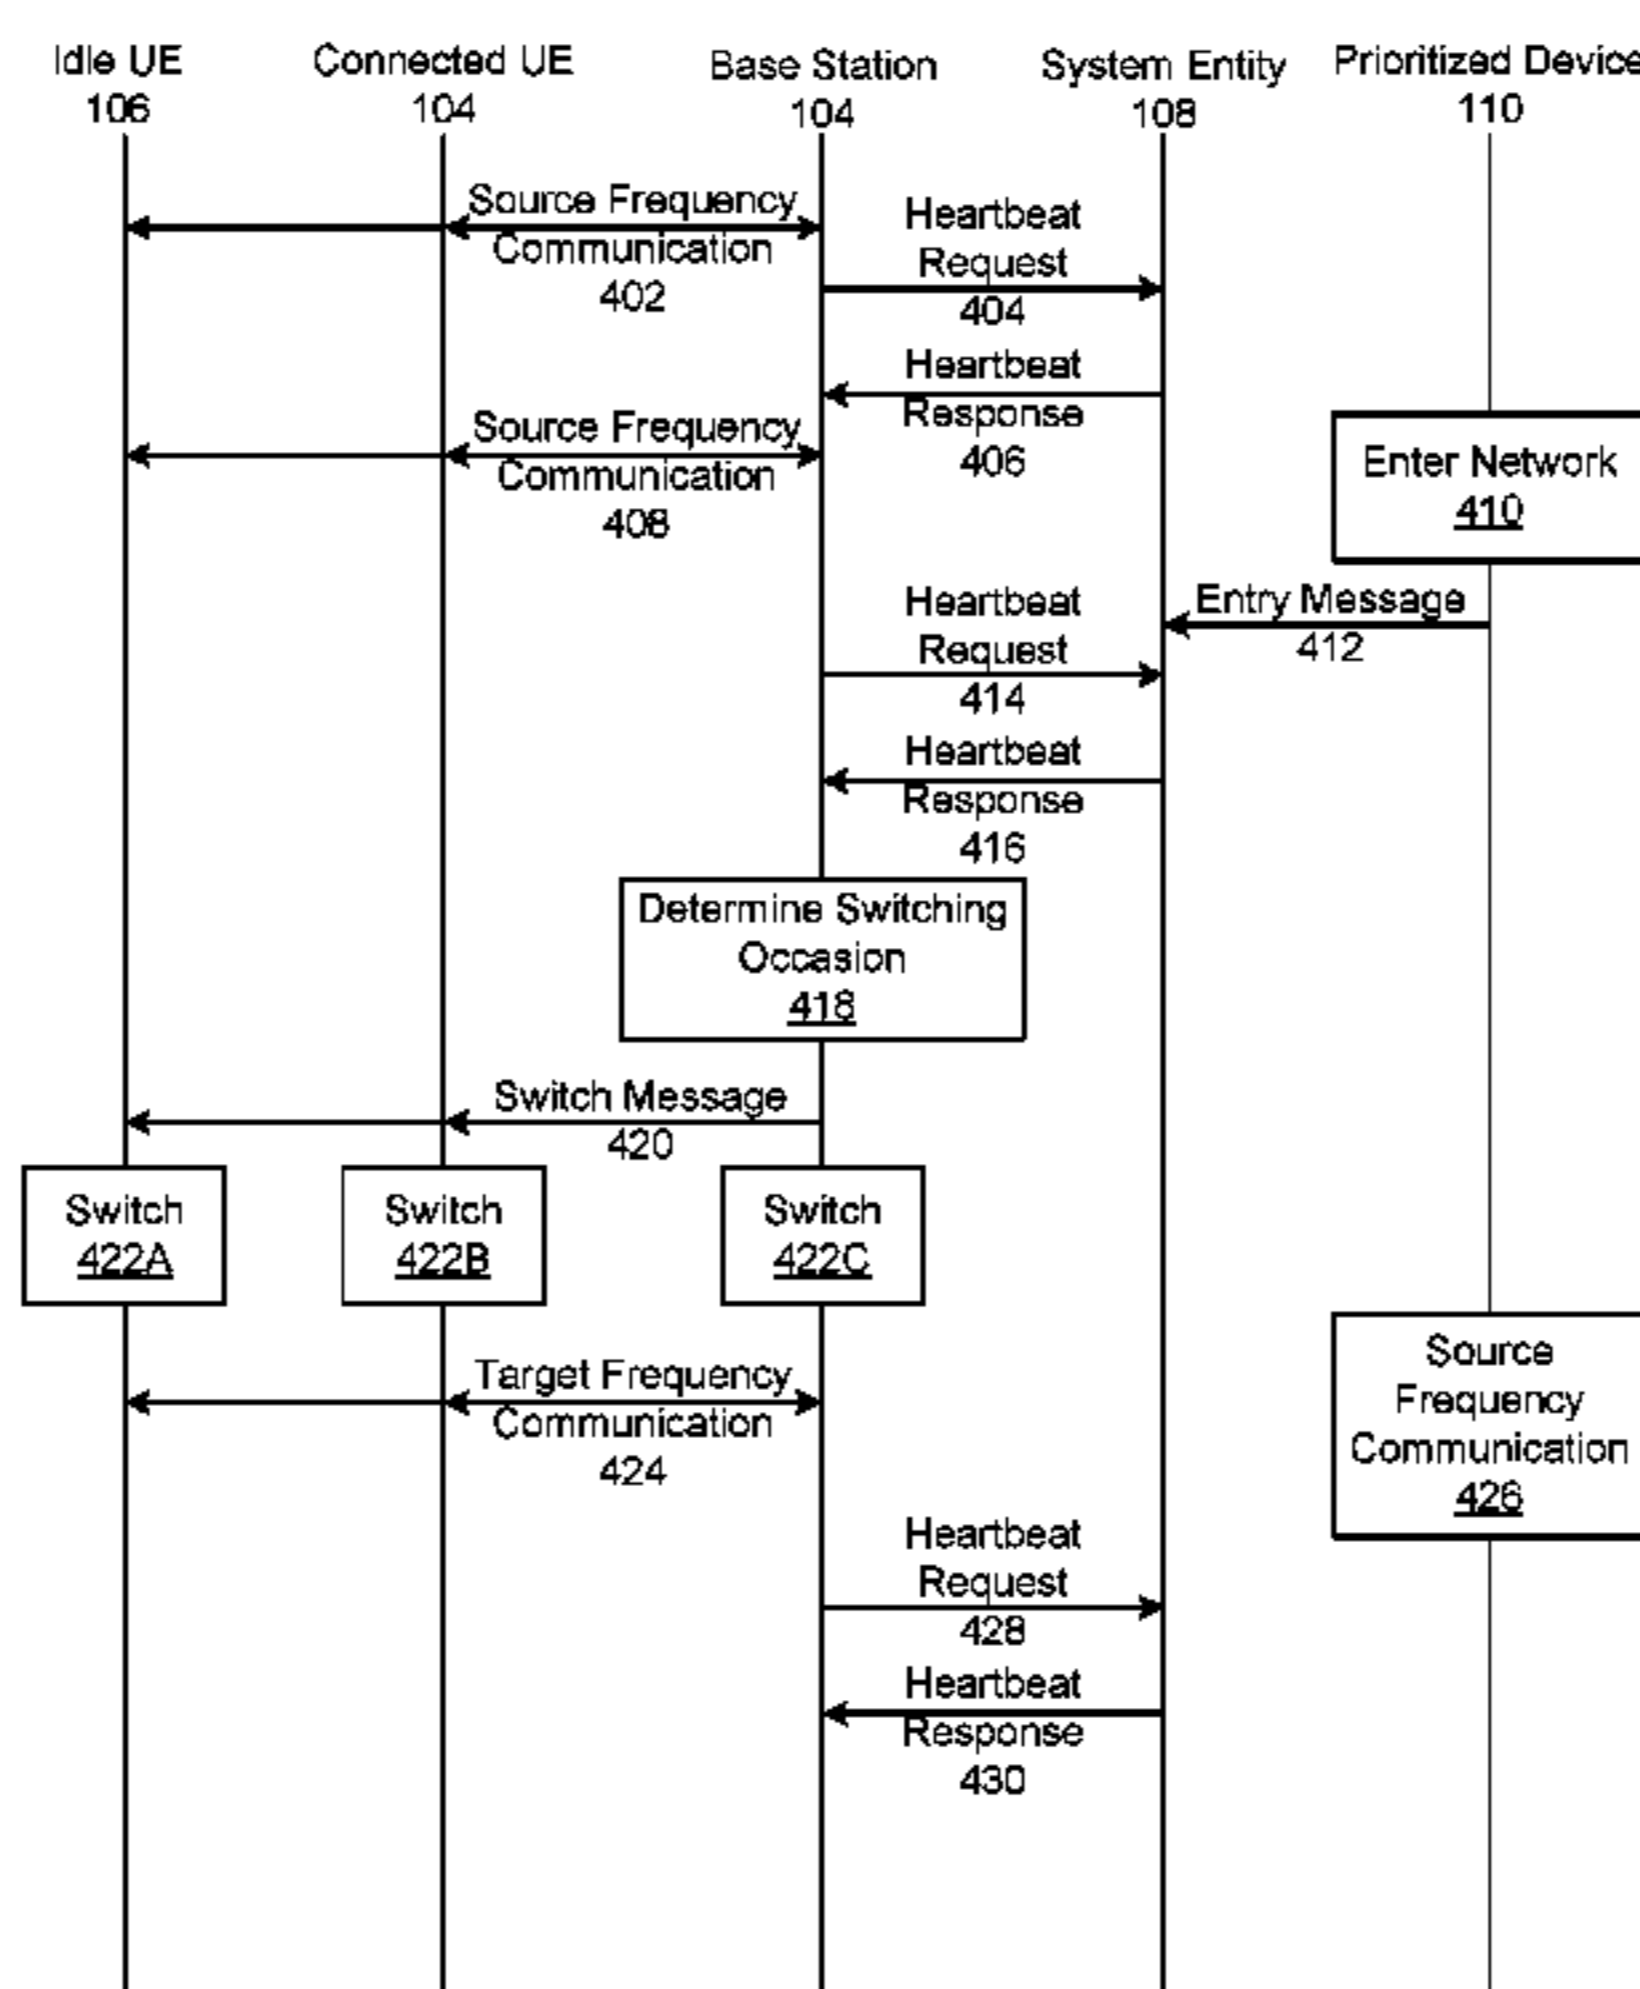 Idle UE
106
Connected UE
104
Base Station
104
System Entity
108
Prioritized Device
110
Source Frequency
Communication
402
Heartbeat
Request
404
Heartbeat
Response
406
Source Frequency
Communication
408
Enter Network
410
Entry Message
412
Heartbeat
Request
414
Heartbeat
Response
416
Determine Switching
Occasion
418
Switch Message
420
Switch
422A
Switch
422B
Switch
422C
Target Frequency
Communication
424
Source
Frequency
Communication
426
Heartbeat
Request
428
Heartbeat
Response
430